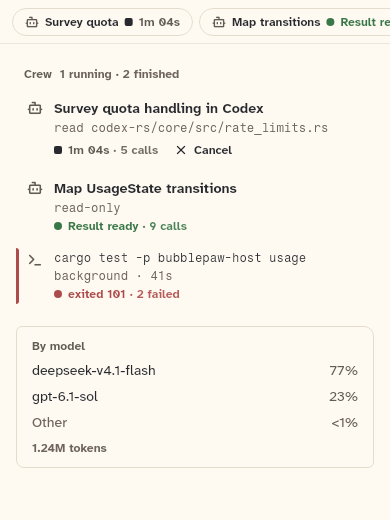 Survey quota 1m 04s Map transitions Result re
Crew 1 running · 2 finished
Survey quota handling in Codex
read codex-rs/core/src/rate_limits.rs
1m 04s · 5 calls Cancel
Map UsageState transitions
read-only
Result ready · 9 calls
cargo test -p bubblepaw-host usage
background · 41s
exited 101 · 2 failed
By model
deepseek-v4.1-flash 77%
gpt-6.1-sol 23%
Other <1%
1.24M tokens